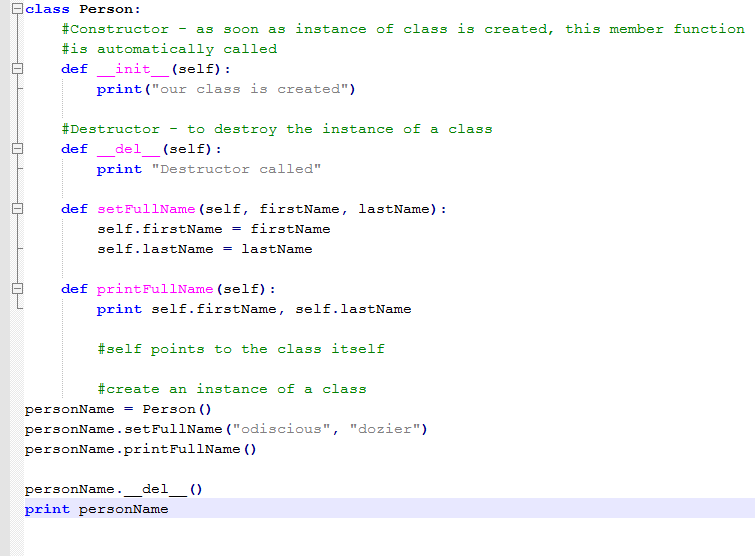 class Person:
    #Constructor - as soon as instance of class is created, this member function
    #is automatically called
    def __init__(self):
        print("our class is created")
    #Destructor - to destroy the instance of a class
    def __del__(self):
        print "Destructor called"
    def setFullName(self, firstName, lastName):
        self.firstName = firstName
        self.lastName = lastName
    def printFullName(self):
        print self.firstName, self.lastName
        #self points to the class itself
        #create an instance of a class
personName = Person()
personName.setFullName("odiscious", "dozier")
personName.printFullName()
personName.__del__()
print personName